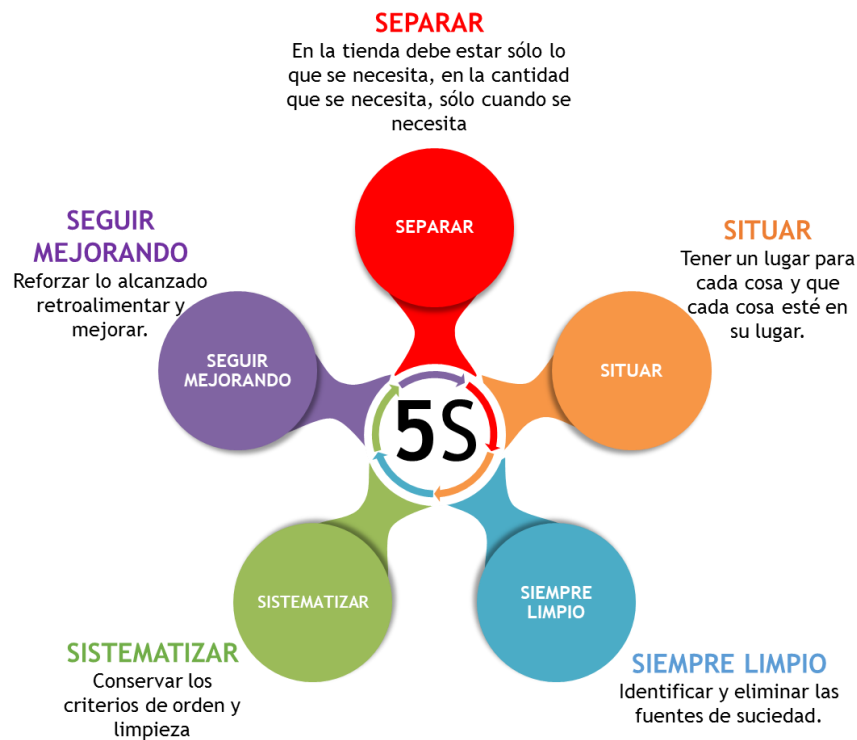 SEPARAR
En la tienda debe estar sólo lo
que se necesita, en la cantidad
que se necesita, sólo cuando se
necesita
SEPARAR
SITUAR
Tener un lugar para
cada cosa y que
cada cosa esté en
su lugar.
SITUAR
SIEMPRE
LIMPIO
SIEMPRE LIMPIO
Identificar y eliminar las
fuentes de suciedad.
SISTEMATIZAR
SISTEMATIZAR
Conservar los
criterios de orden y
limpieza
SEGUIR
MEJORANDO
Reforzar lo alcanzado
retroalimentar y
mejorar.
SEGUIR
MEJORANDO
5S